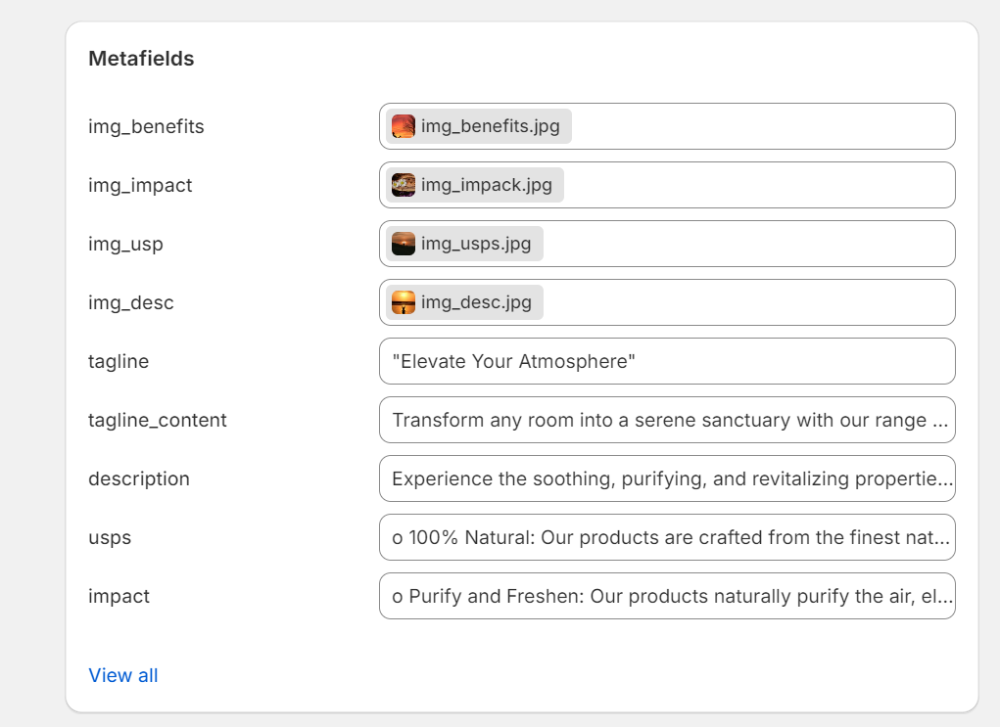 Metafields
img_benefits img_benefits.jpg
img_impact img_impack.jpg
img_usp img_usps.jpg
img_desc img_desc.jpg
tagline "Elevate Your Atmosphere"
tagline_content Transform any room into a serene sanctuary with our range ...
description Experience the soothing, purifying, and revitalizing propertie...
usps o 100% Natural: Our products are crafted from the finest nat...
impact o Purify and Freshen: Our products naturally purify the air, el...
View all